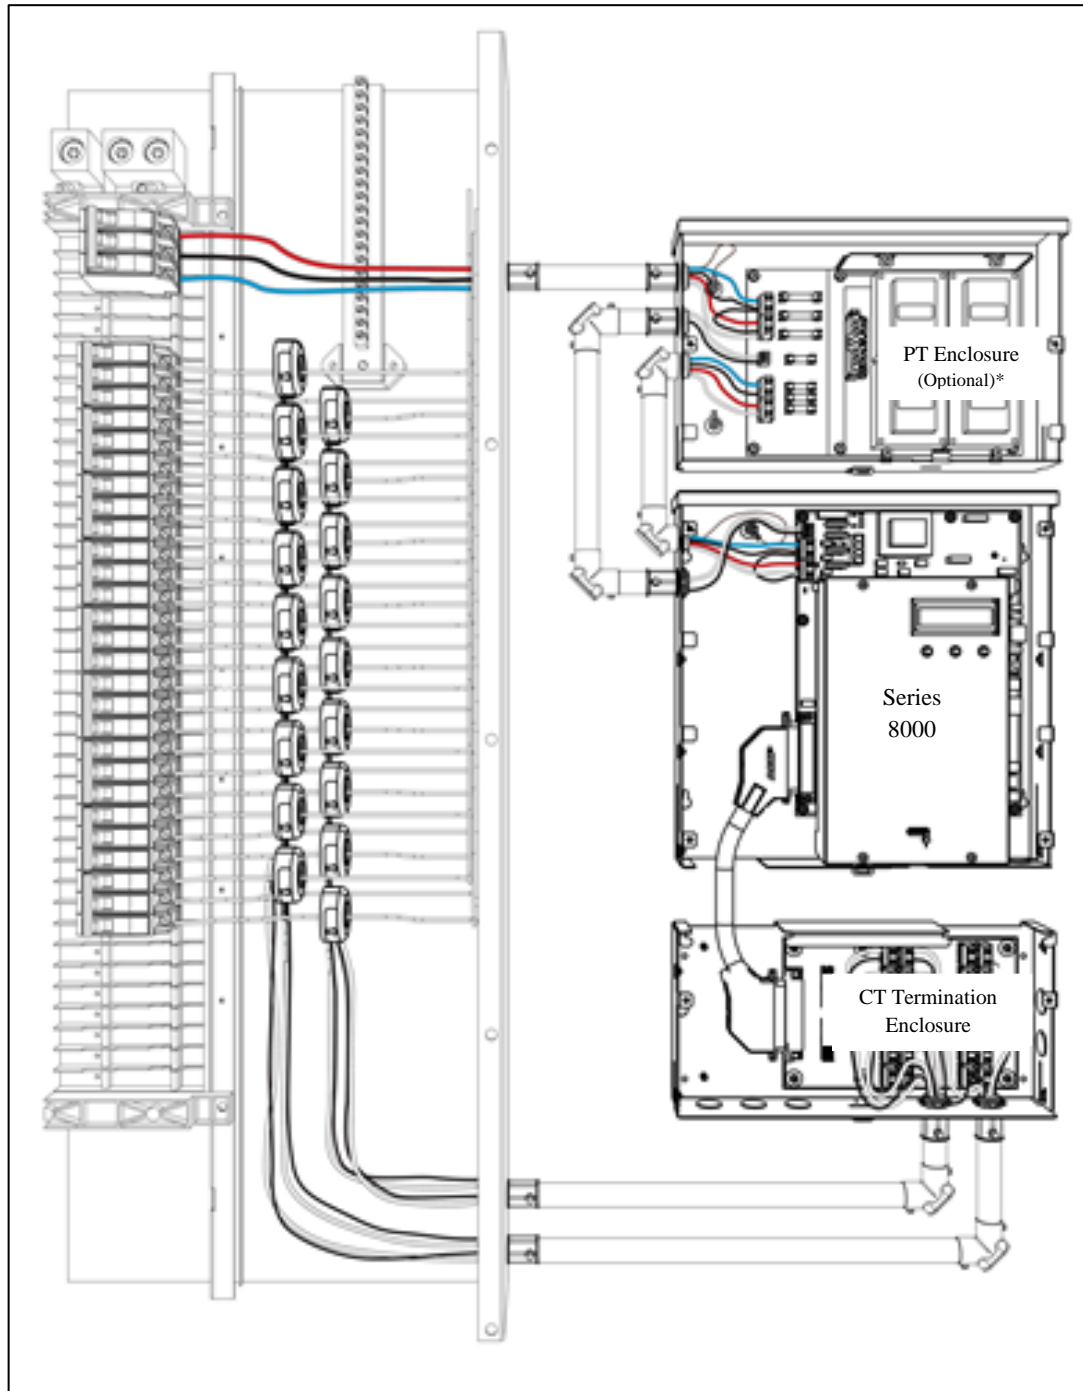 PT Enclosure
(Optional)*
Series
8000
CT Termination
Enclosure